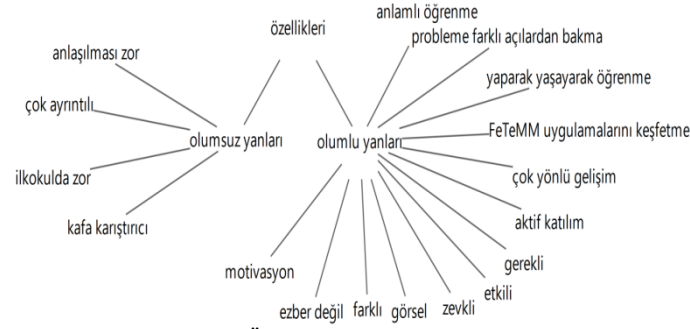 özellikleri
olumsuz yanları
anlaşılması zor
çok ayrıntılı
ilkokulda zor
kafa karıştırıcı
olumlu yanları
anlamlı öğrenme
probleme farklı açılardan bakma
yaparak yaşayarak öğrenme
FeTeMM uygulamalarını keşfetme
çok yönlü gelişim
aktif katılım
gerekli
etkili
zevkli
görsel
farklı
ezber değil
motivasyon